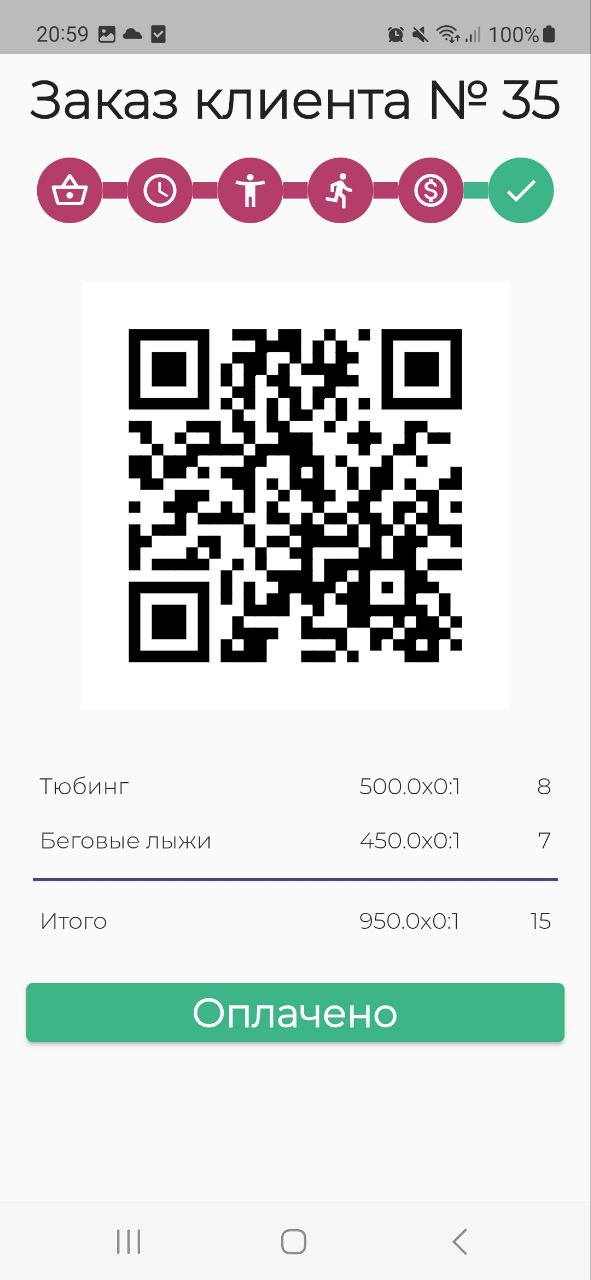 20:59 100%
Заказ клиента № 35
Тюбинг 500.0x0:1 8
Беговые лыжи 450.0x0:1 7
Итого 950.0x0:1 15
Оплачено